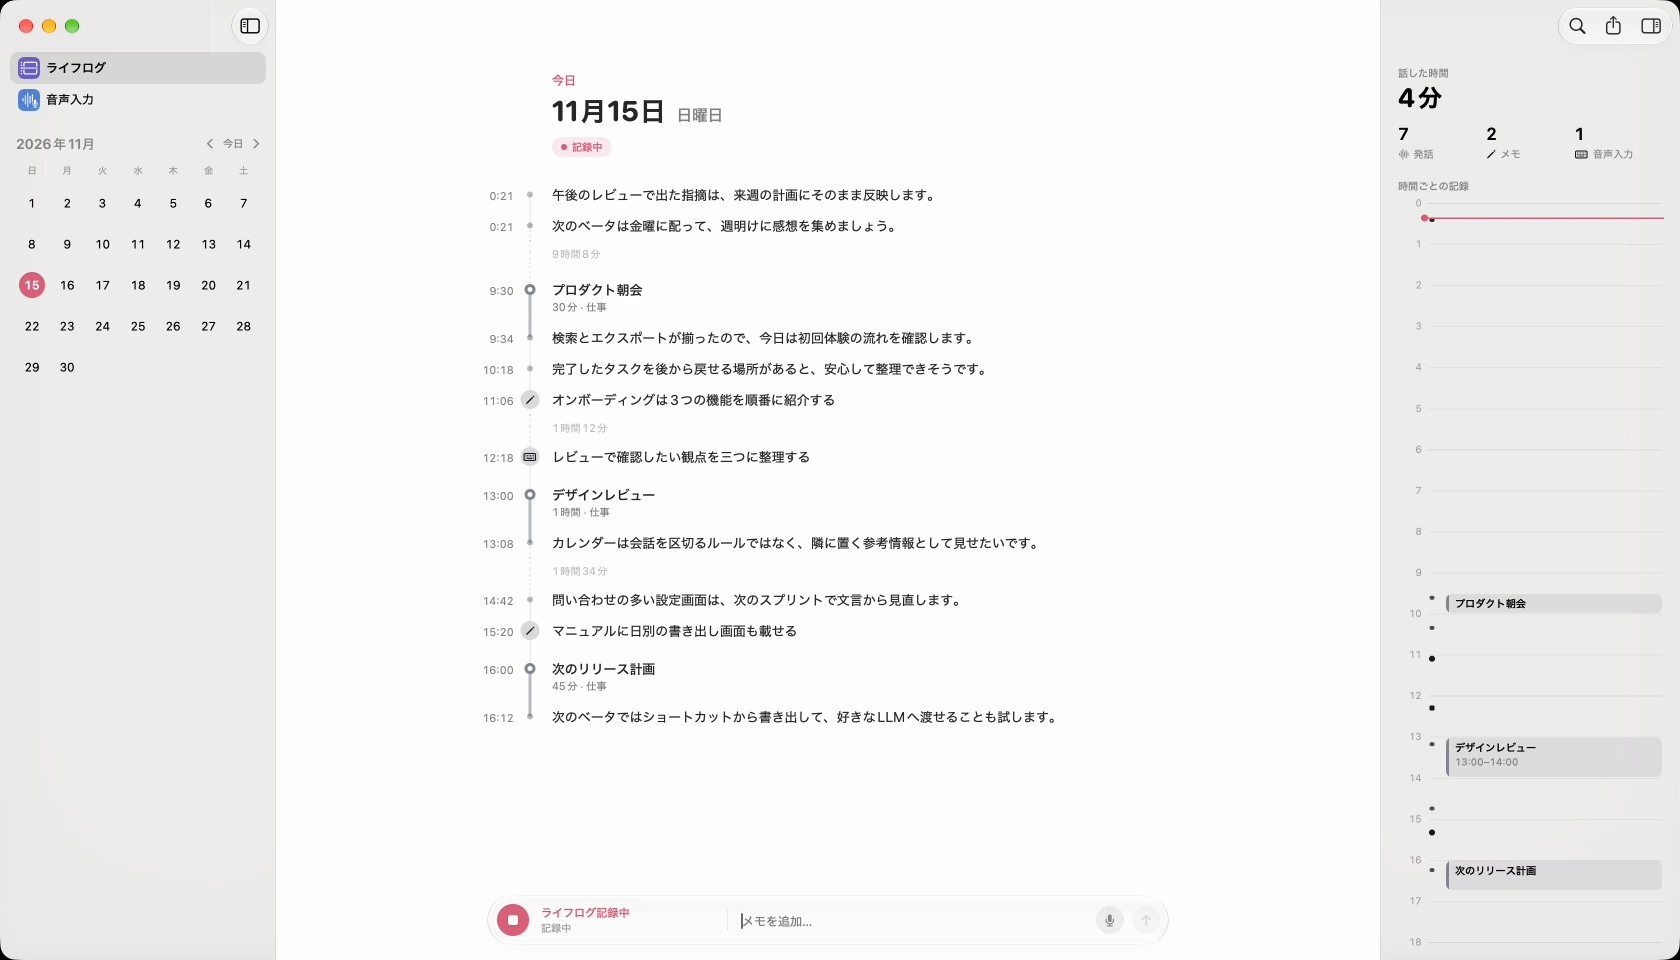 ライフログ
音声入力
2026年11月
今日
日 月 火 水 木 金 土
1 2 3 4 5 6 7
8 9 10 11 12 13 14
15 16 17 18 19 20 21
22 23 24 25 26 27 28
29 30
今日
11月15日 日曜日
記録中
0:21 午後のレビューで出た指摘は、来週の計画にそのまま反映します。
0:21 次のベータは金曜に配って、週明けに感想を集めましょう。
9時間8分
9:30 プロダクト朝会
30分 · 仕事
9:34 検索とエクスポートが揃ったので、今日は初回体験の流れを確認します。
10:18 完了したタスクを後から戻せる場所があると、安心して整理できそうです。
11:06 オンボーディングは3つの機能を順番に紹介する
1時間12分
12:18 レビューで確認したい観点を三つに整理する
13:00 デザインレビュー
1時間 · 仕事
13:08 カレンダーは会話を区切るルールではなく、隣に置く参考情報として見せたいです。
1時間34分
14:42 問い合わせの多い設定画面は、次のスプリントで文言から見直します。
15:20 マニュアルに日別の書き出し画面も載せる
16:00 次のリリース計画
45分 · 仕事
16:12 次のベータではショートカットから書き出して、好きなLLMへ渡せることも試します。
ライフログ記録中
記録中
メモを追加...
話した時間
4分
7 2 1
発話 メモ 音声入力
時間ごとの記録
0
1
2
3
4
5
6
7
8
9
プロダクト朝会
10
11
12
13
デザインレビュー
13:00–14:00
14
15
16
次のリリース計画
17
18